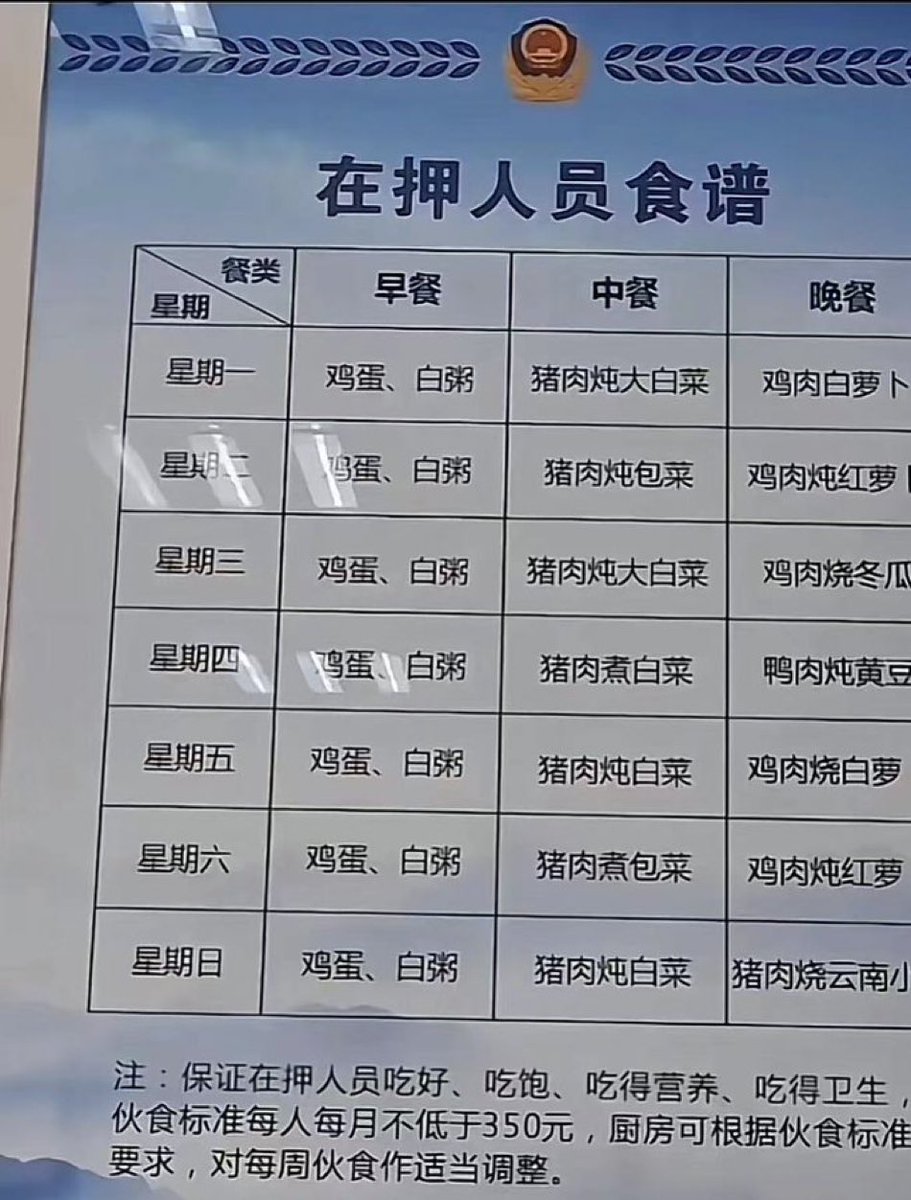 在押人员食谱
餐类 早餐 中餐 晚餐
星期
星期一 鸡蛋、白粥 猪肉炖大白菜 鸡肉白萝卜
星期二 鸡蛋、白粥 猪肉炖包菜 鸡肉炖红萝卜
星期三 鸡蛋、白粥 猪肉炖大白菜 鸡肉烧冬瓜
星期四 鸡蛋、白粥 猪肉煮白菜 鸭肉炖黄豆
星期五 鸡蛋、白粥 猪肉炖白菜 鸡肉烧白萝
星期六 鸡蛋、白粥 猪肉煮包菜 鸡肉炖红萝
星期日 鸡蛋、白粥 猪肉炖白菜 猪肉烧云南小
注：保证在押人员吃好、吃饱、吃得营养、吃得卫生，
伙食标准每人每月不低于350元，厨房可根据伙食标准
要求，对每周伙食作适当调整。